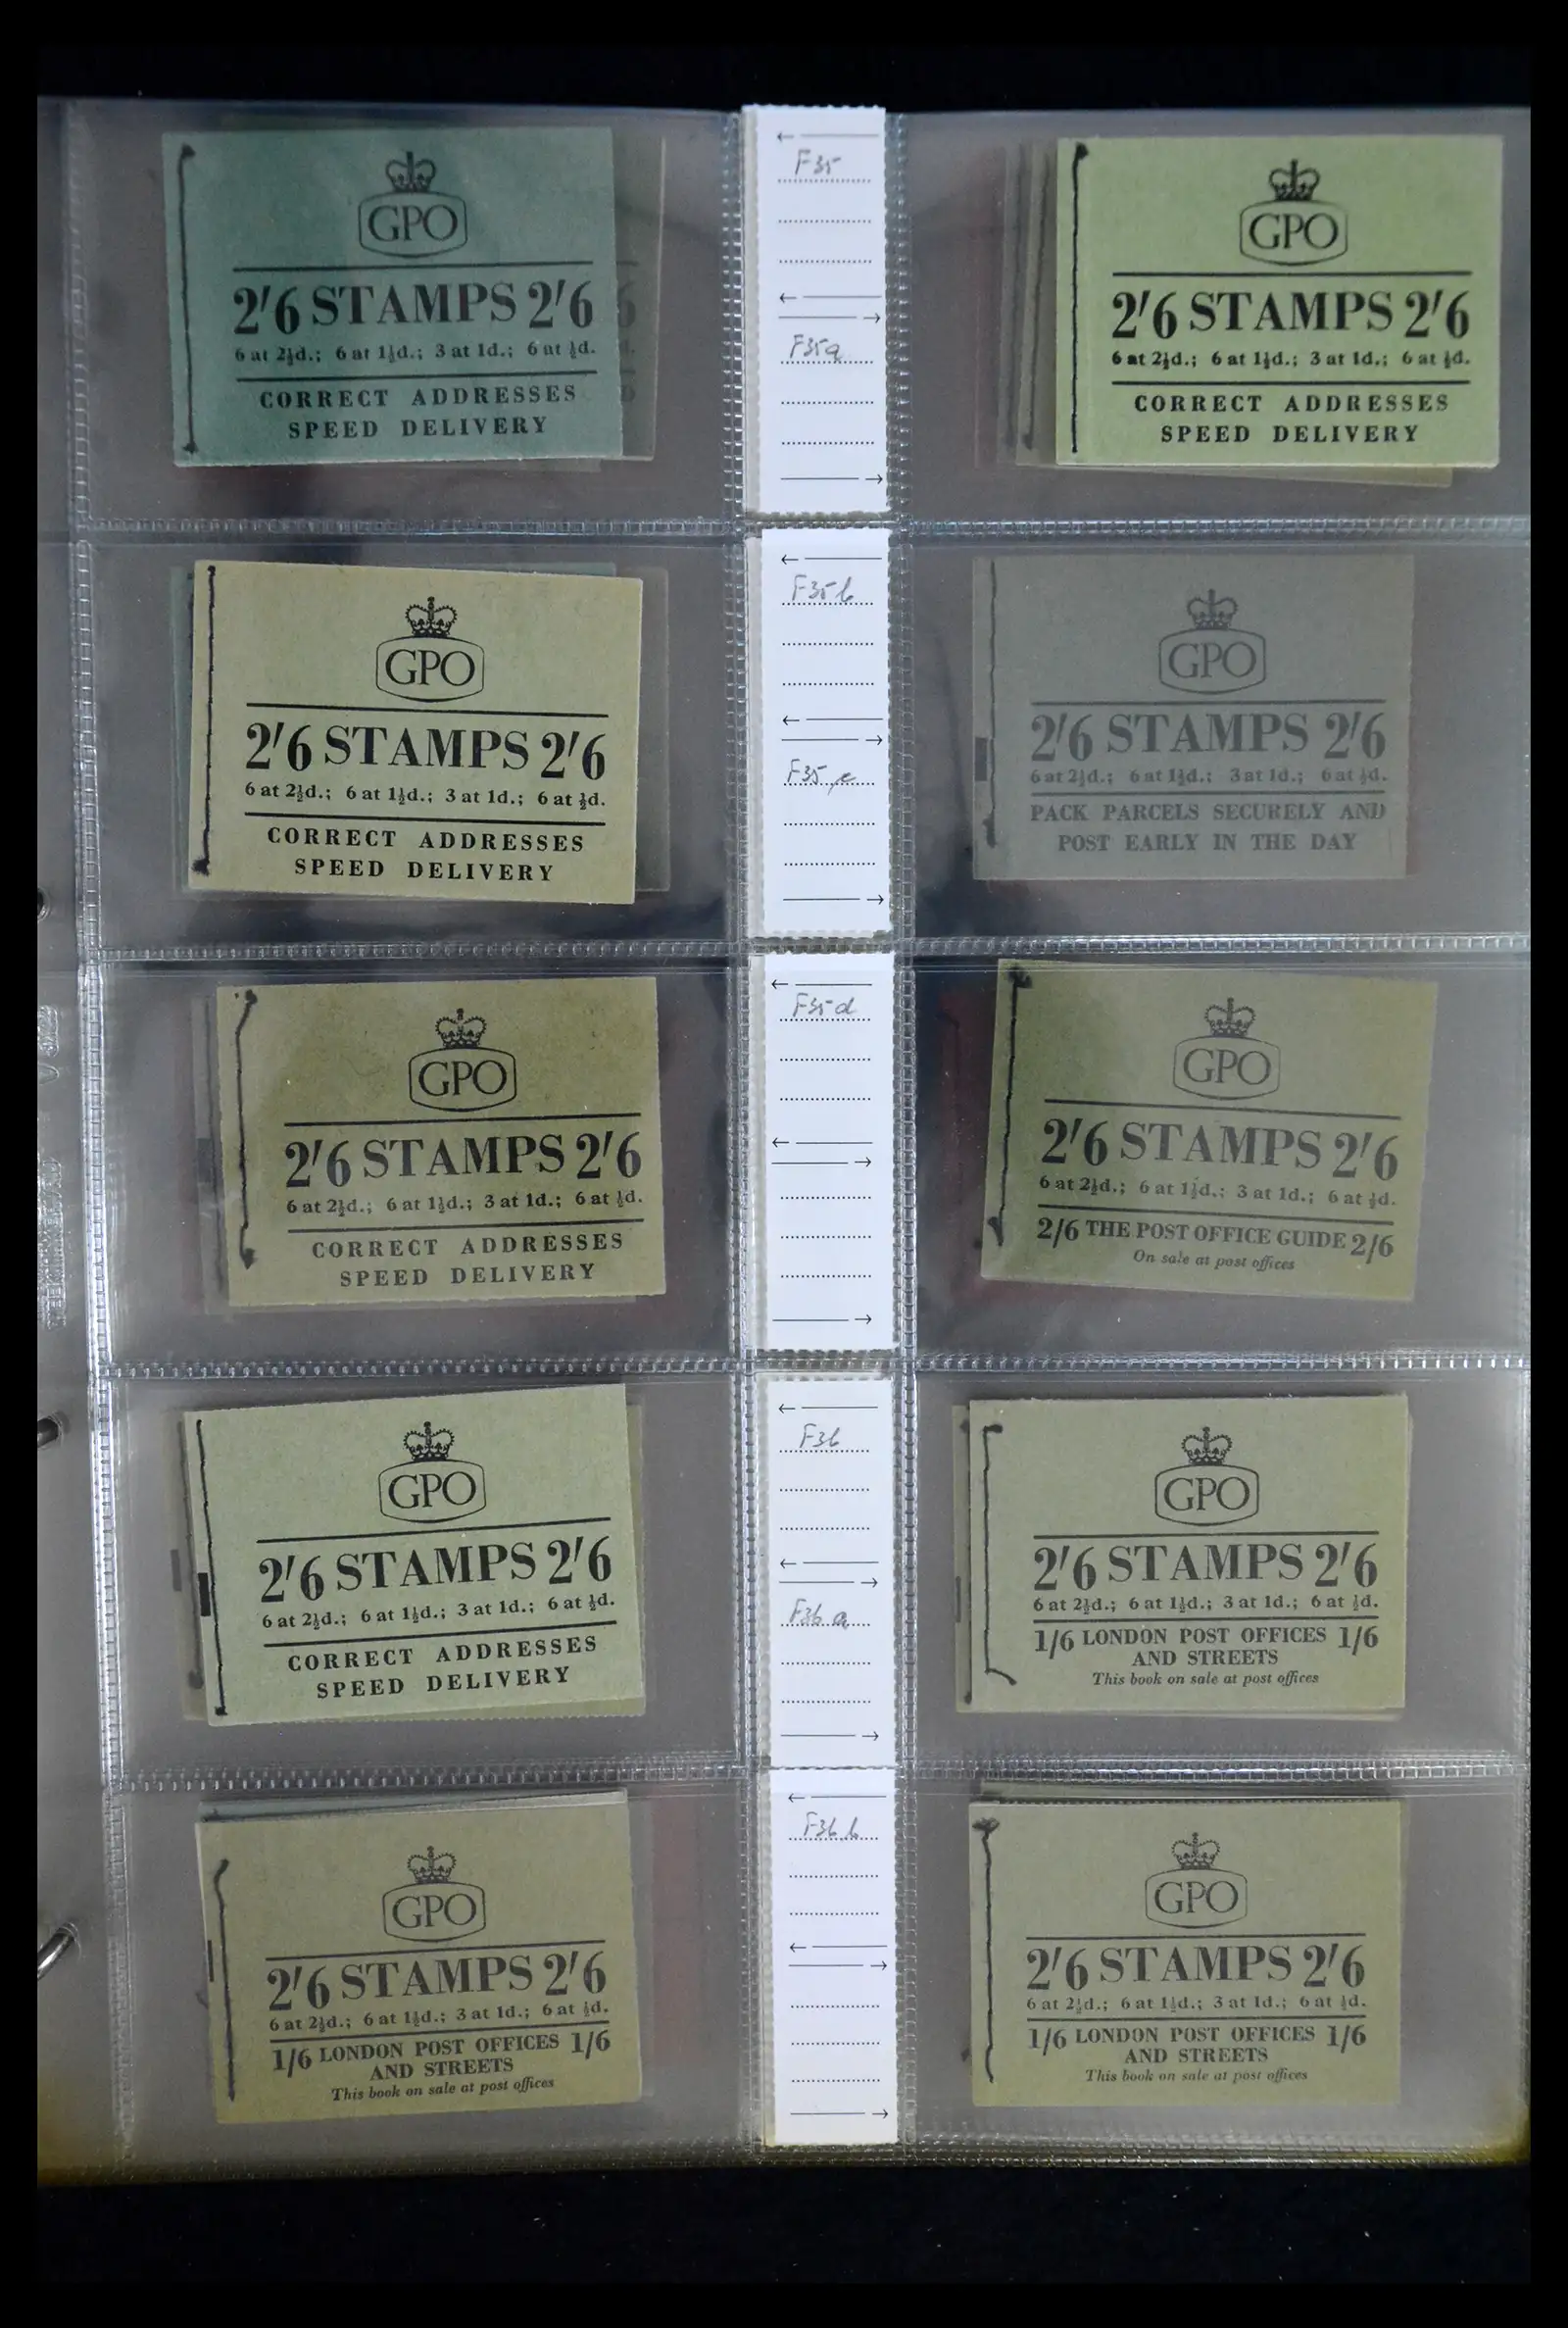 GPO
2'6 STAMPS 2'6
6 at 2½d.; 6 at 1½d.; 3 at 1d.; 6 at ½d.
CORRECT ADDRESSES
SPEED DELIVERY
F35
F35a
GPO
2'6 STAMPS 2'6
6 at 2½d.; 6 at 1½d.; 3 at 1d.; 6 at ½d.
CORRECT ADDRESSES
SPEED DELIVERY
GPO
2'6 STAMPS 2'6
6 at 2½d.; 6 at 1½d.; 3 at 1d.; 6 at ½d.
CORRECT ADDRESSES
SPEED DELIVERY
F35b
F35c
GPO
2'6 STAMPS 2'6
6 at 2½d.; 6 at 1½d.; 3 at 1d.; 6 at ½d.
PACK PARCELS SECURELY AND
POST EARLY IN THE DAY
GPO
2'6 STAMPS 2'6
6 at 2½d.; 6 at 1½d.; 3 at 1d.; 6 at ½d.
CORRECT ADDRESSES
SPEED DELIVERY
F35d
GPO
2'6 STAMPS 2'6
6 at 2½d.; 6 at 1½d.; 3 at 1d.; 6 at ½d.
2/6 THE POST OFFICE GUIDE 2/6
On sale at post offices
GPO
2'6 STAMPS 2'6
6 at 2½d.; 6 at 1½d.; 3 at 1d.; 6 at ½d.
CORRECT ADDRESSES
SPEED DELIVERY
F36
F36a
GPO
2'6 STAMPS 2'6
6 at 2½d.; 6 at 1½d.; 3 at 1d.; 6 at ½d.
1/6 LONDON POST OFFICES 1/6
AND STREETS
This book on sale at post offices
GPO
2'6 STAMPS 2'6
6 at 2½d.; 6 at 1½d.; 3 at 1d.; 6 at ½d.
1/6 LONDON POST OFFICES 1/6
AND STREETS
This book on sale at post offices
F36b
GPO
2'6 STAMPS 2'6
6 at 2½d.; 6 at 1½d.; 3 at 1d.; 6 at ½d.
1/6 LONDON POST OFFICES 1/6
AND STREETS
This book on sale at post offices